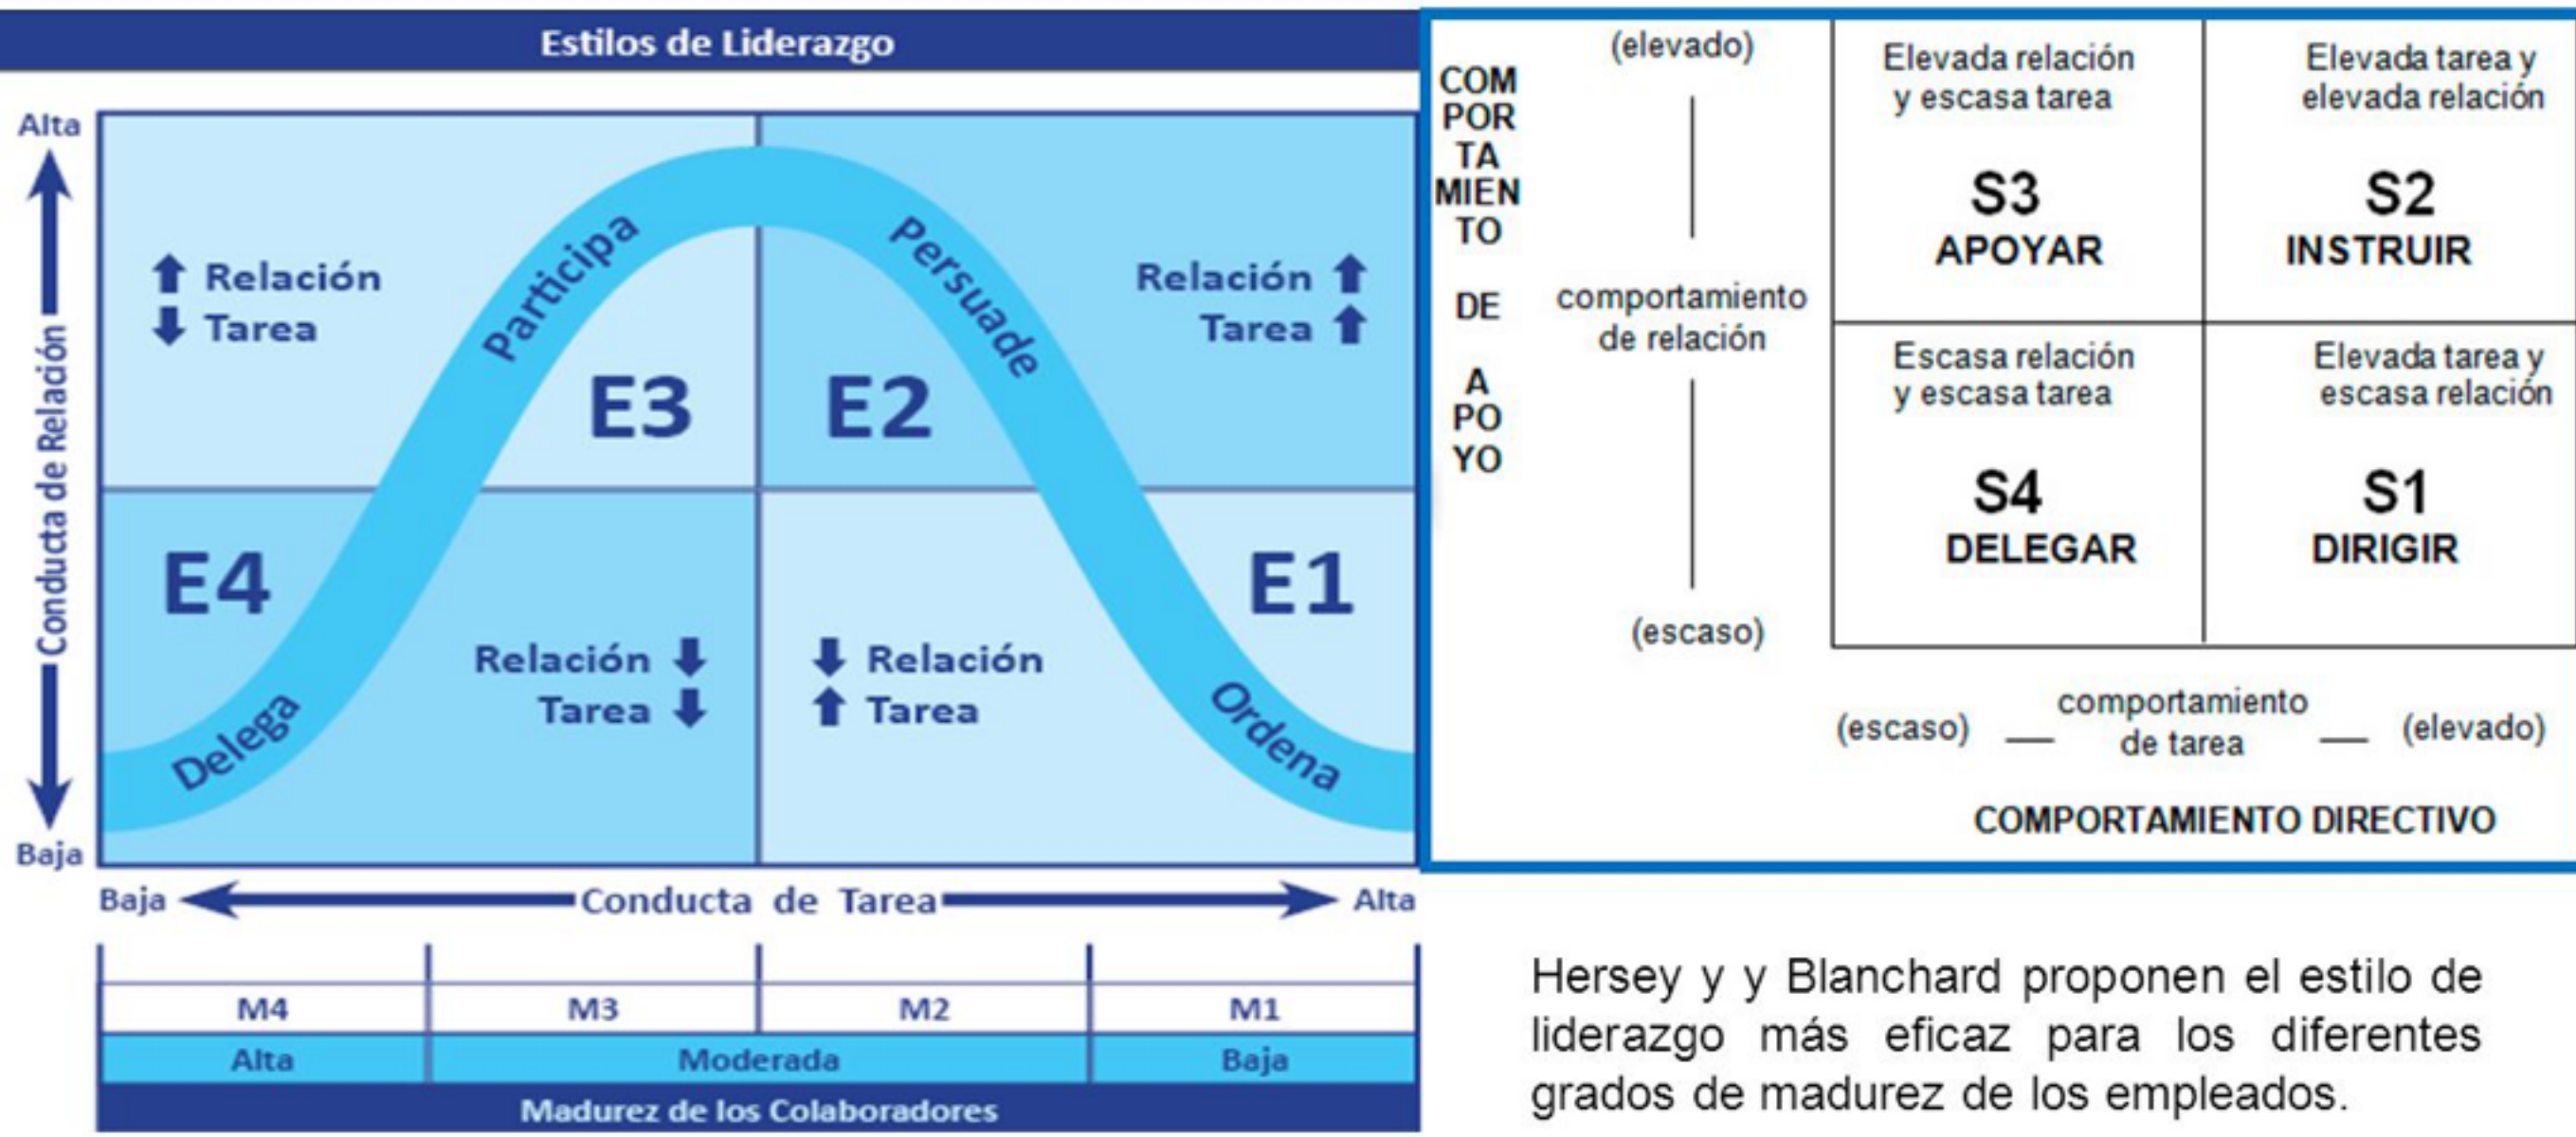 Estilos de Liderazgo
Alta
Conducta de Relación
Baja
Relación
Tarea
Participa
E3
Persuade
E2
Relación
Tarea
E4
Delega
Relación
Tarea
Relación
Tarea
E1
Ordena
Baja
Conducta de Tarea
Alta
M4
M3
M2
M1
Alta
Moderada
Baja
Madurez de los Colaboradores
COM
POR
TA
MIEN
TO
DE
A
PO
YO
(elevado)
comportamiento
de relación
(escaso)
Elevada relación
y escasa tarea
S3
APOYAR
Elevada tarea y
elevada relación
S2
INSTRUIR
Escasa relación
y escasa tarea
S4
DELEGAR
Elevada tarea y
escasa relación
S1
DIRIGIR
(escaso)
comportamiento
de tarea
(elevado)
COMPORTAMIENTO DIRECTIVO
Hersey y y Blanchard proponen el estilo de
liderazgo más eficaz para los diferentes
grados de madurez de los empleados.